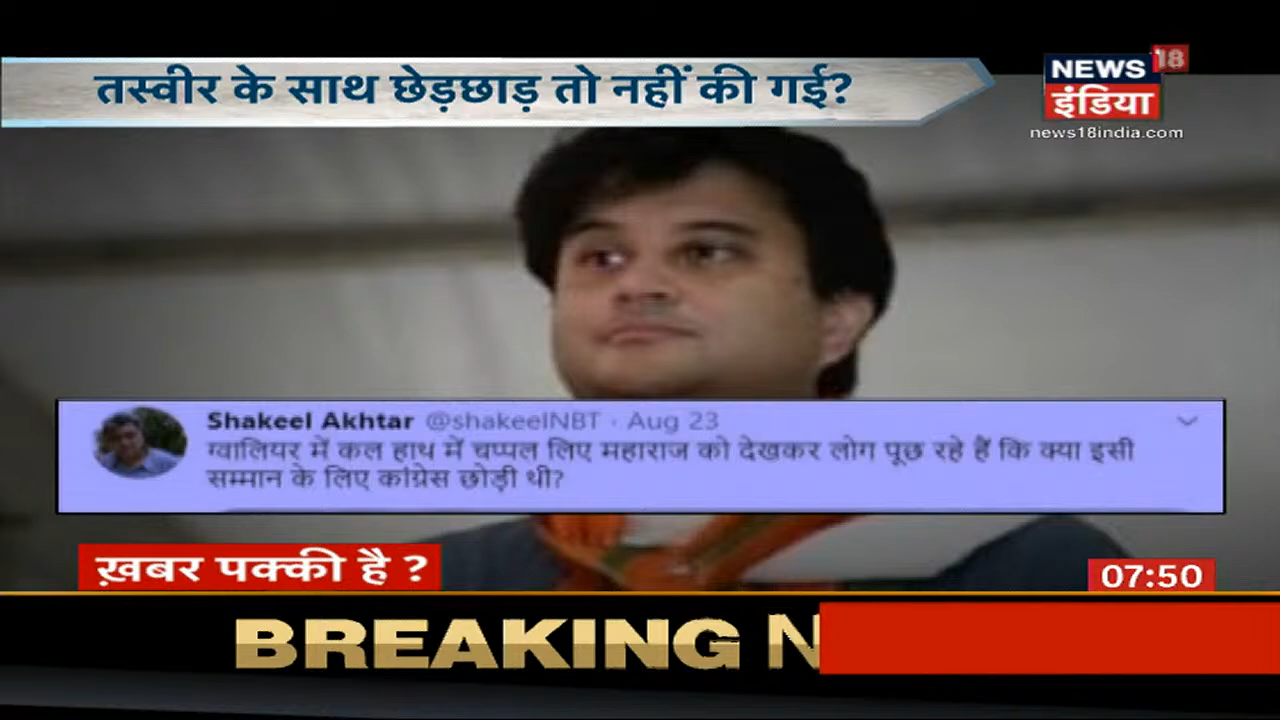 तस्वीर के साथ छेड़छाड़ तो नहीं की गई?
NEWS 18
इंडिया
news18india.com
Shakeel Akhtar @shakeelNBT · Aug 23
ग्वालियर में कल हाथ में चप्पल लिए महाराज को देखकर लोग पूछ रहे हैं कि क्या इसी
सम्मान के लिए कांग्रेस छोड़ी थी?
ख़बर पक्की है ?
07:50
BREAKING N